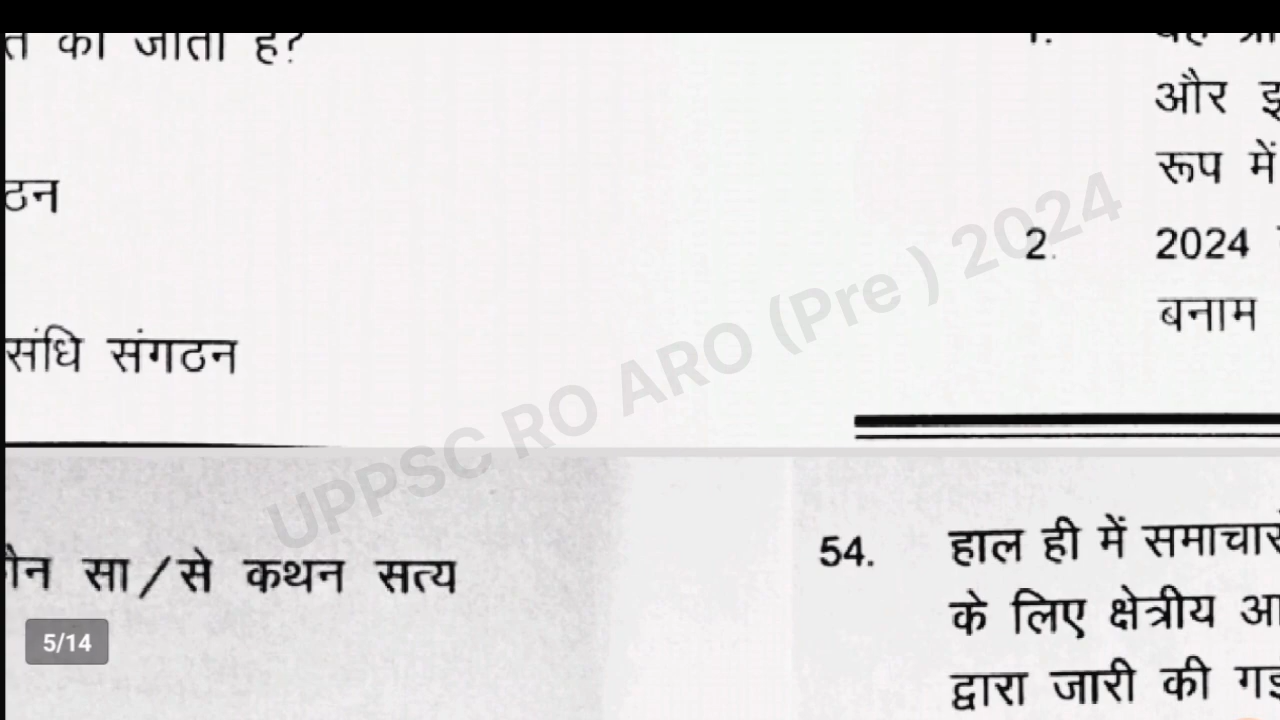 त की जाती है?
ठन
संधि संगठन
और
रूप में
2. 2024
बनाम
UPPSC RO ARO (Pre ) 2024
ौन सा/से कथन सत्य
54. हाल ही में
के लिए क्षेत्रीय
द्वारा जारी की
5/14